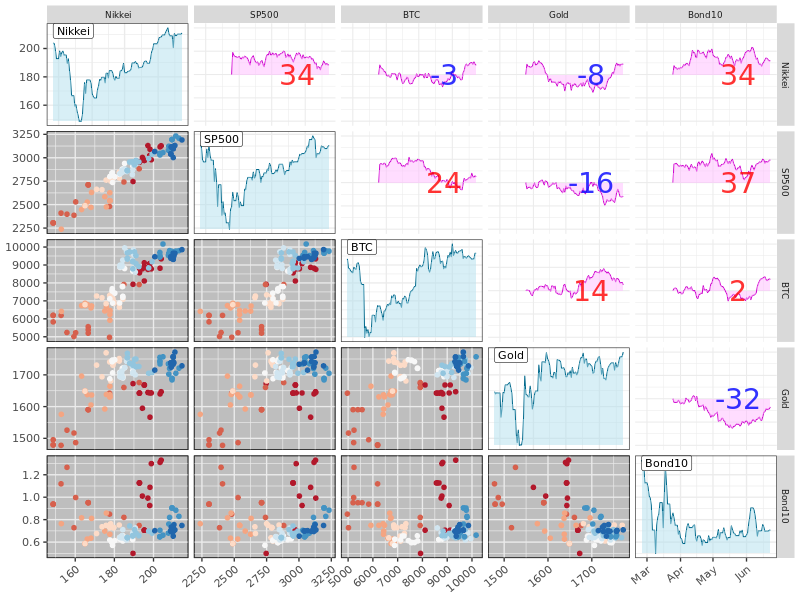 Nikkei SP500 BTC Gold Bond10
Nikkei
200
180
160
34
-3
-8
34
Nikkei
3250
3000
2750
2500
2250
SP500
24
-16
37
SP500
10000
9000
8000
7000
6000
5000
BTC
14
2
BTC
1700
1600
1500
Gold
-32
Gold
1.2
1.0
0.8
0.6
Bond10
Bond10
160 180 200 2250 2500 2750 3000 3250 5000 6000 7000 8000 9000 10000 1500 1600 1700 Mar Apr May Jun